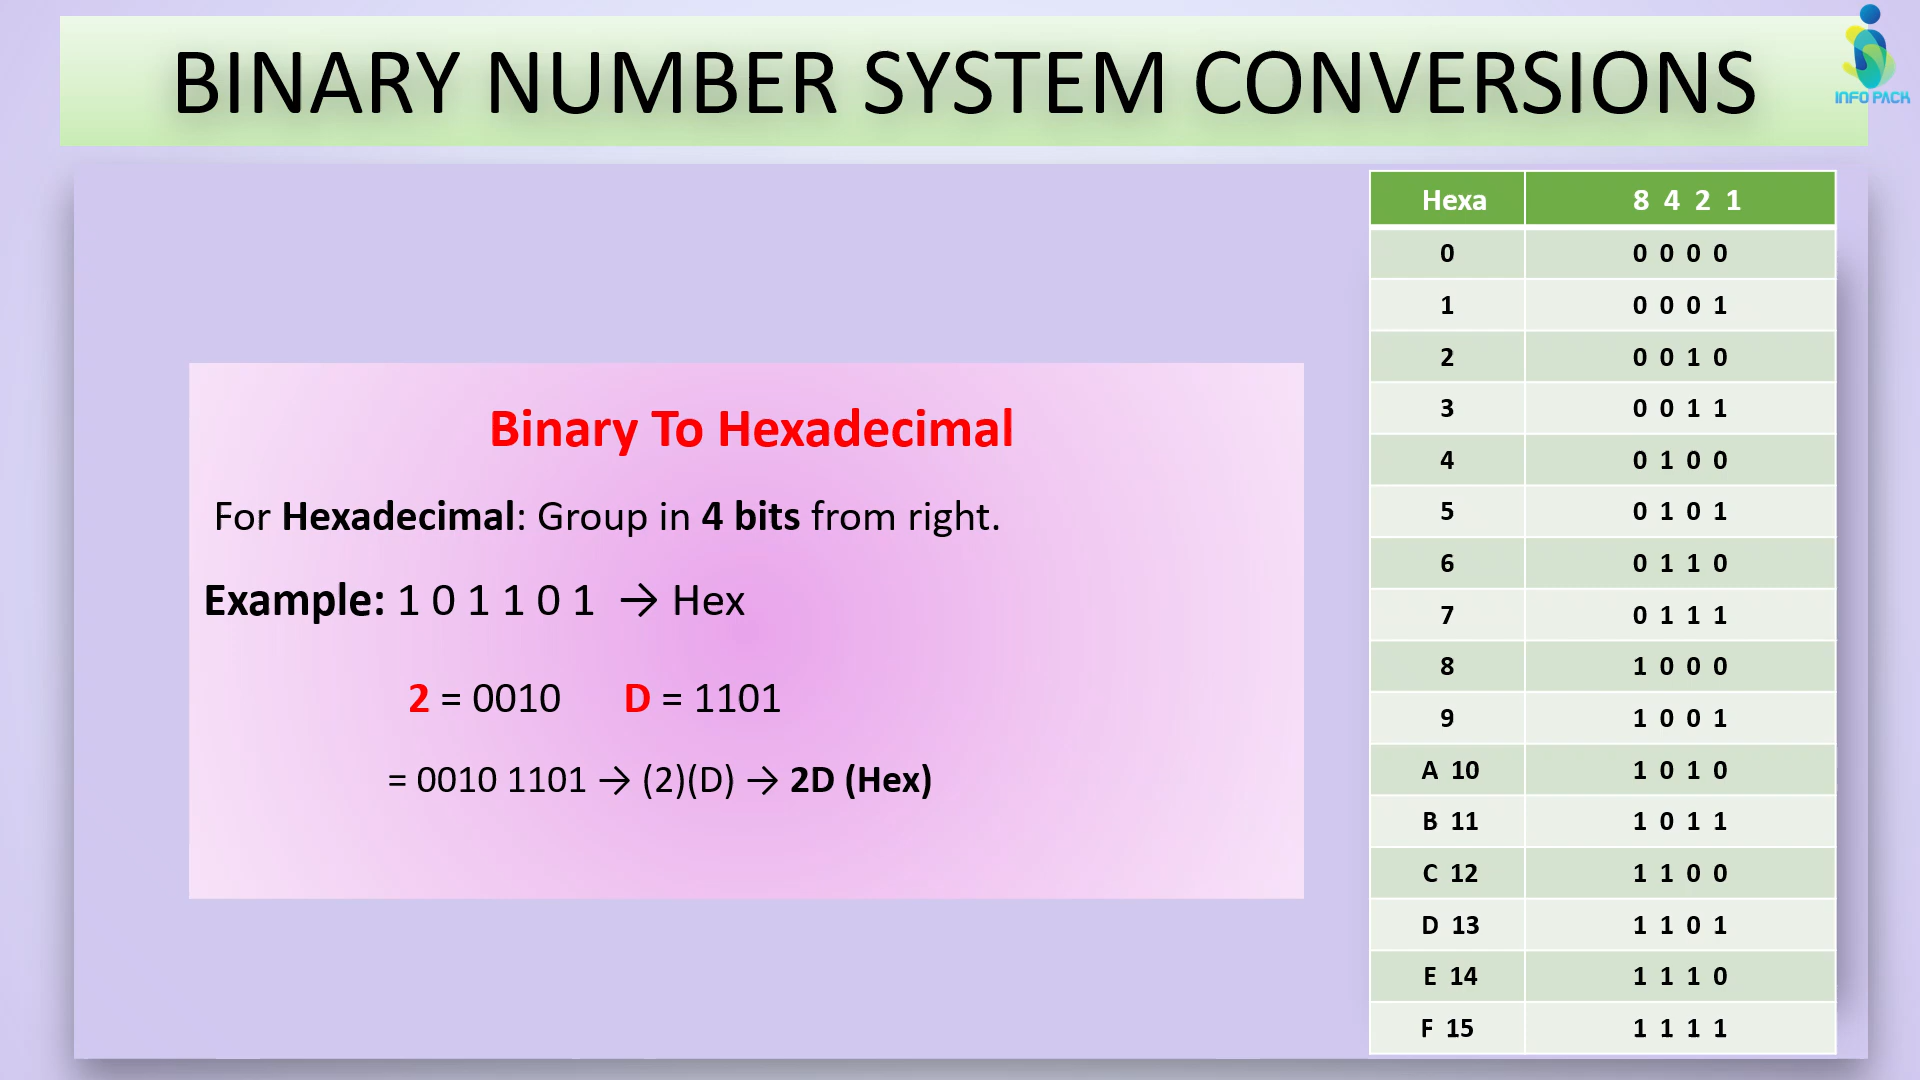 BINARY NUMBER SYSTEM CONVERSIONS
INFO PACK
Binary To Hexadecimal
For Hexadecimal: Group in 4 bits from right.
Example: 1 0 1 1 0 1 → Hex
2 = 0010 D = 1101
= 0010 1101 → (2)(D) → 2D (Hex)
Hexa 8 4 2 1
0 0 0 0 0
1 0 0 0 1
2 0 0 1 0
3 0 0 1 1
4 0 1 0 0
5 0 1 0 1
6 0 1 1 0
7 0 1 1 1
8 1 0 0 0
9 1 0 0 1
A 10 1 0 1 0
B 11 1 0 1 1
C 12 1 1 0 0
D 13 1 1 0 1
E 14 1 1 1 0
F 15 1 1 1 1